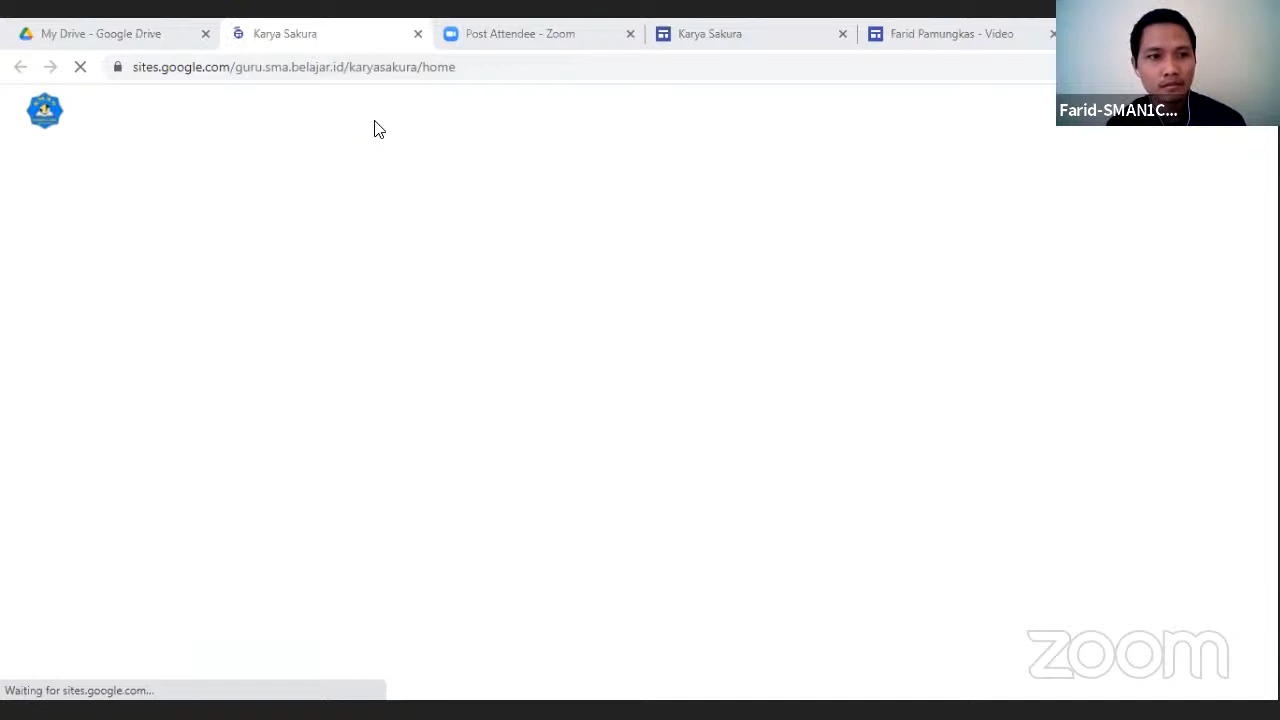 My Drive - Google Drive
Karya Sakura
Post Attendee - Zoom
Karya Sakura
Farid Pamungkas - Video
sites.google.com/guru.sma.belajar.id/karyasakura/home
Farid-SMAN1C...
zoom
Waiting for sites.google.com...